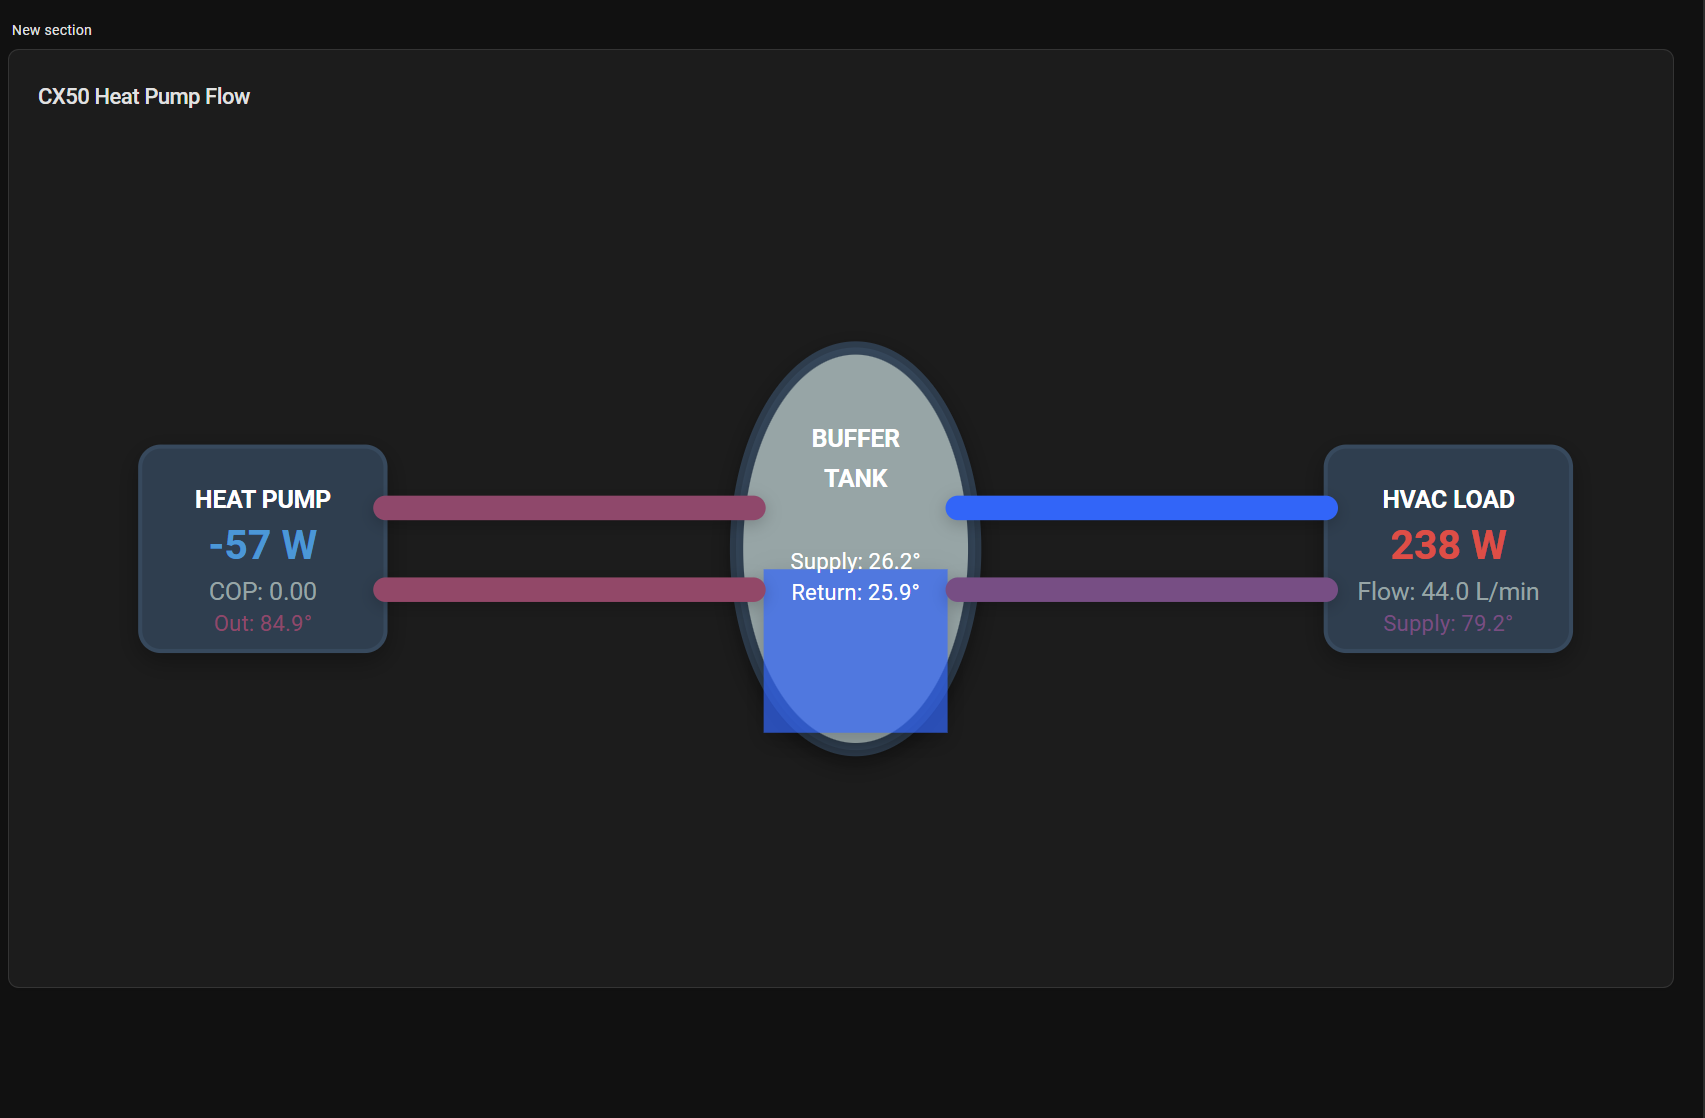 New section
CX50 Heat Pump Flow
HEAT PUMP
-57 W
COP: 0.00
Out: 84.9°
BUFFER
TANK
Supply: 26.2°
Return: 25.9°
HVAC LOAD
238 W
Flow: 44.0 L/min
Supply: 79.2°